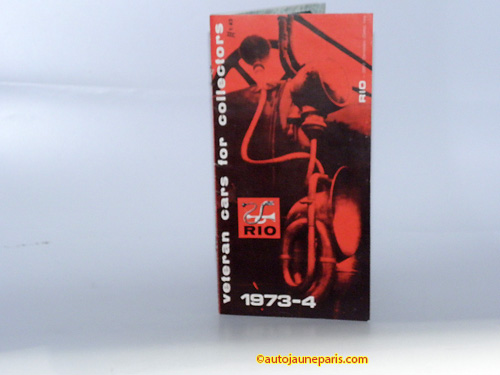 veteran cars for collectors
RIO
RIO
1973-4
©autojauneparis.com